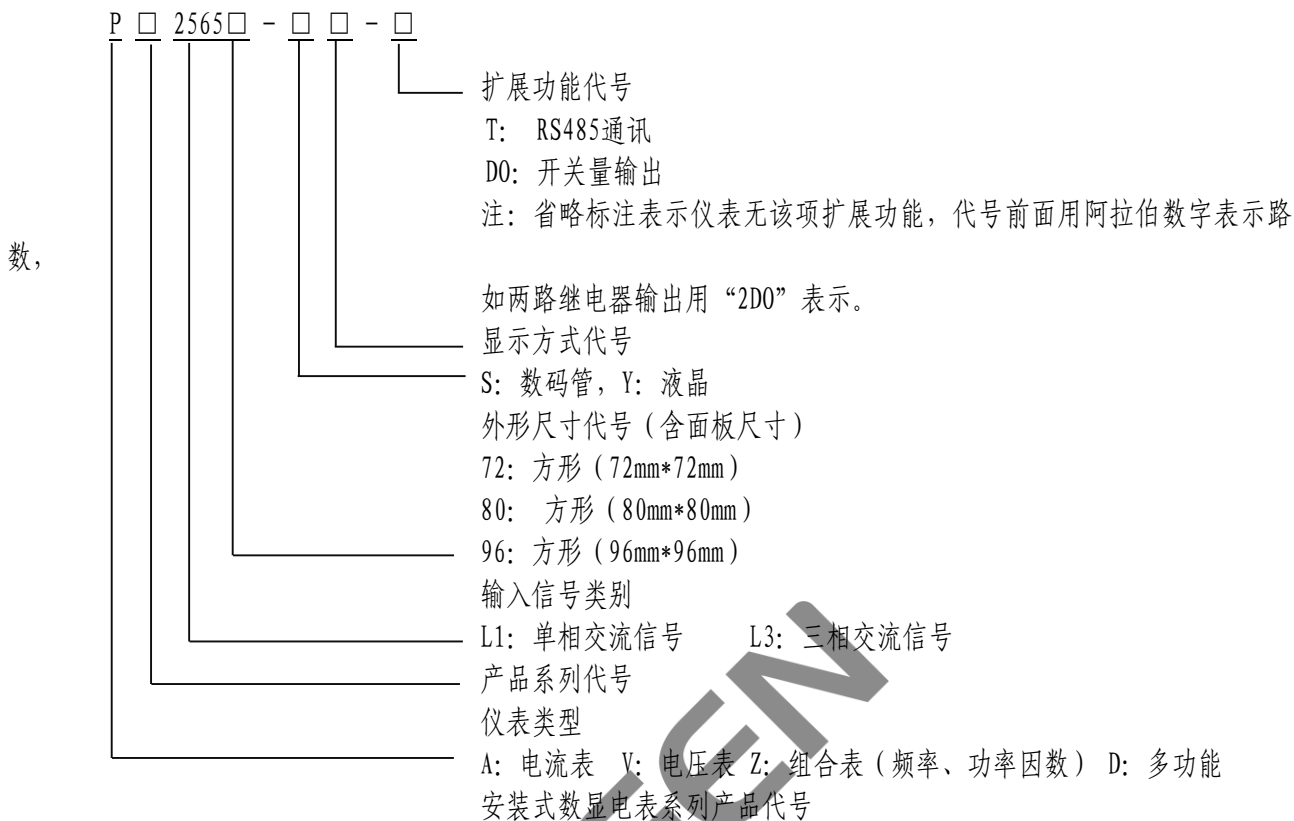 P □ 2565□ - □ □ - □
扩展功能代号
T: RS485通讯
DO: 开关量输出
注: 省略标注表示仪表无该项扩展功能, 代号前面用阿拉伯数字表示路
数,
如两路继电器输出用“2DO”表示。
显示方式代号
S: 数码管, Y: 液晶
外形尺寸代号(含面板尺寸)
72: 方形(72mm*72mm)
80: 方形(80mm*80mm)
96: 方形(96mm*96mm)
输入信号类别
L1: 单相交流信号 L3: 三相交流信号
产品系列代号
仪表类型
A: 电流表 V: 电压表 Z: 组合表(频率、功率因数) D: 多功能
安装式数显电表系列产品代号